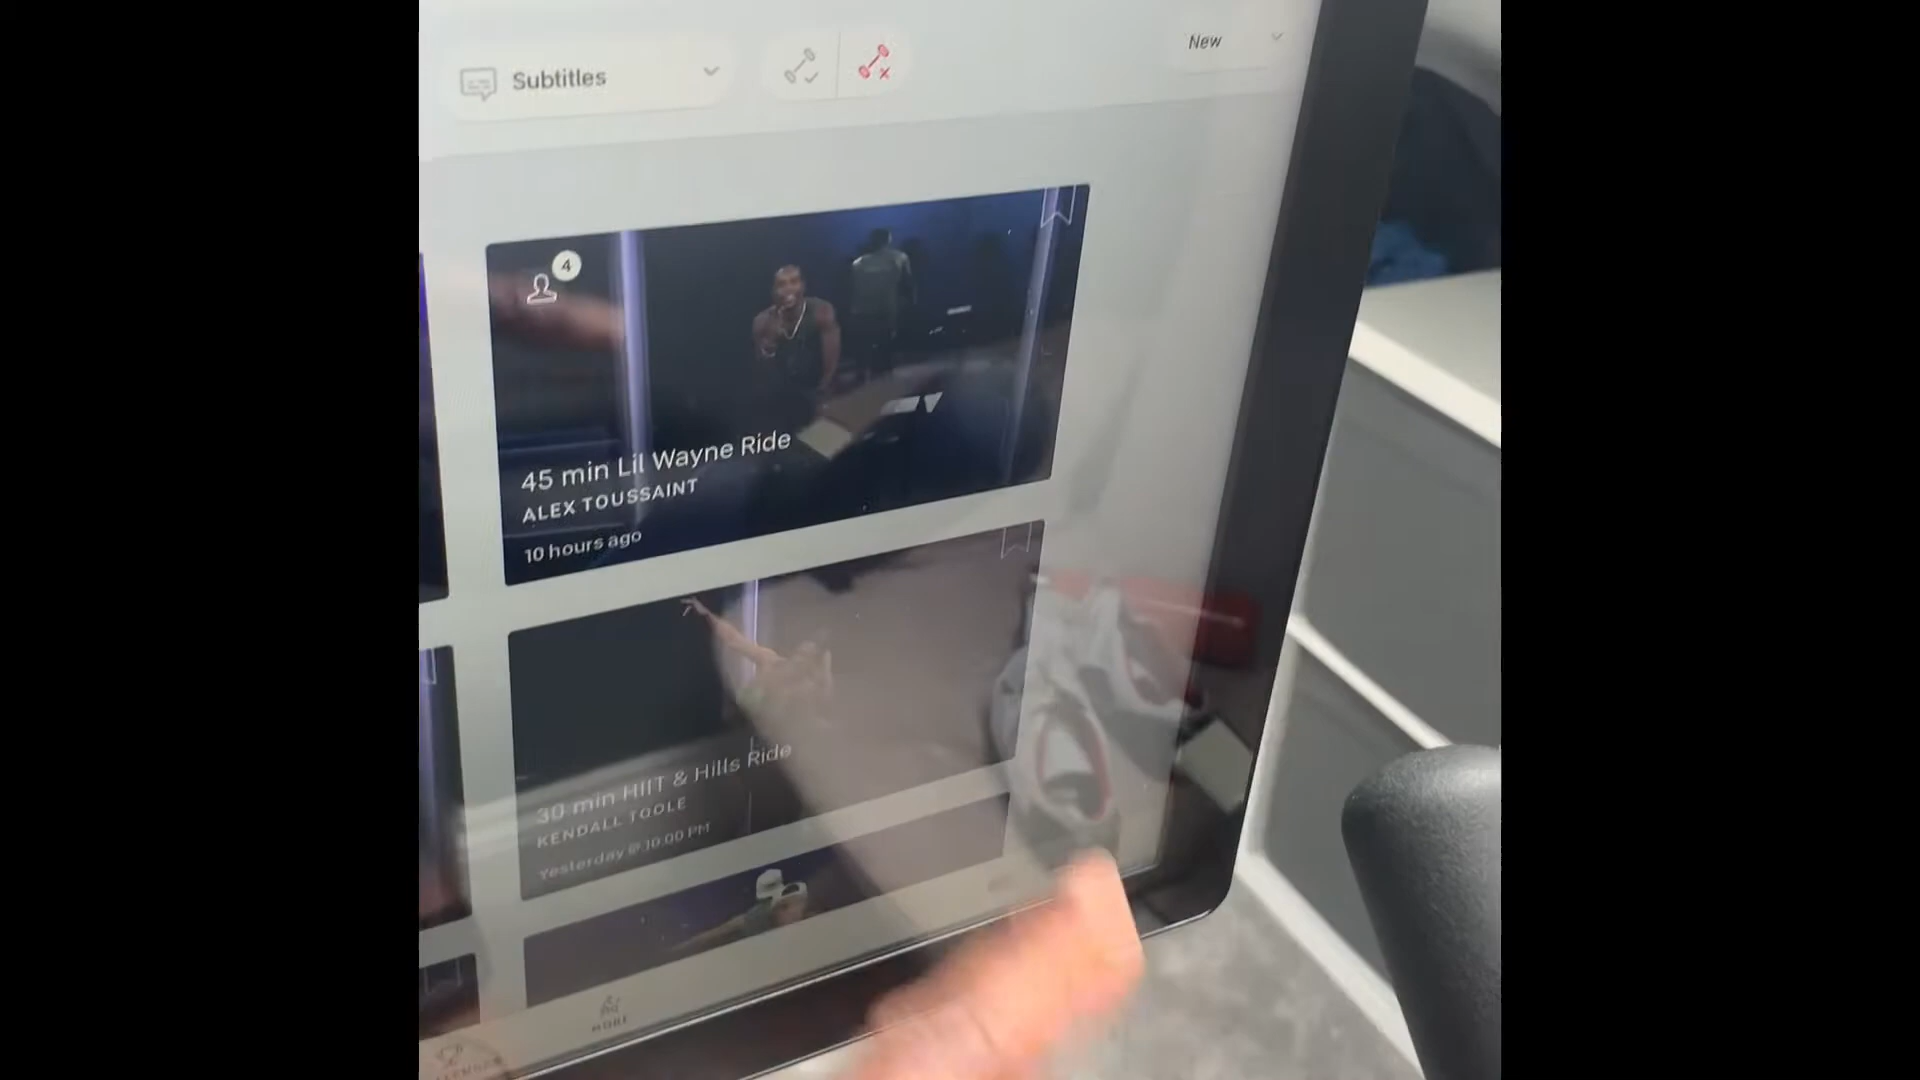 Subtitles
New
4
45 min Lil Wayne Ride
ALEX TOUSSAINT
10 hours ago
30 min HIIT & Hills Ride
KENDALL TOOLE
Yesterday @ 10:00 PM
MORE